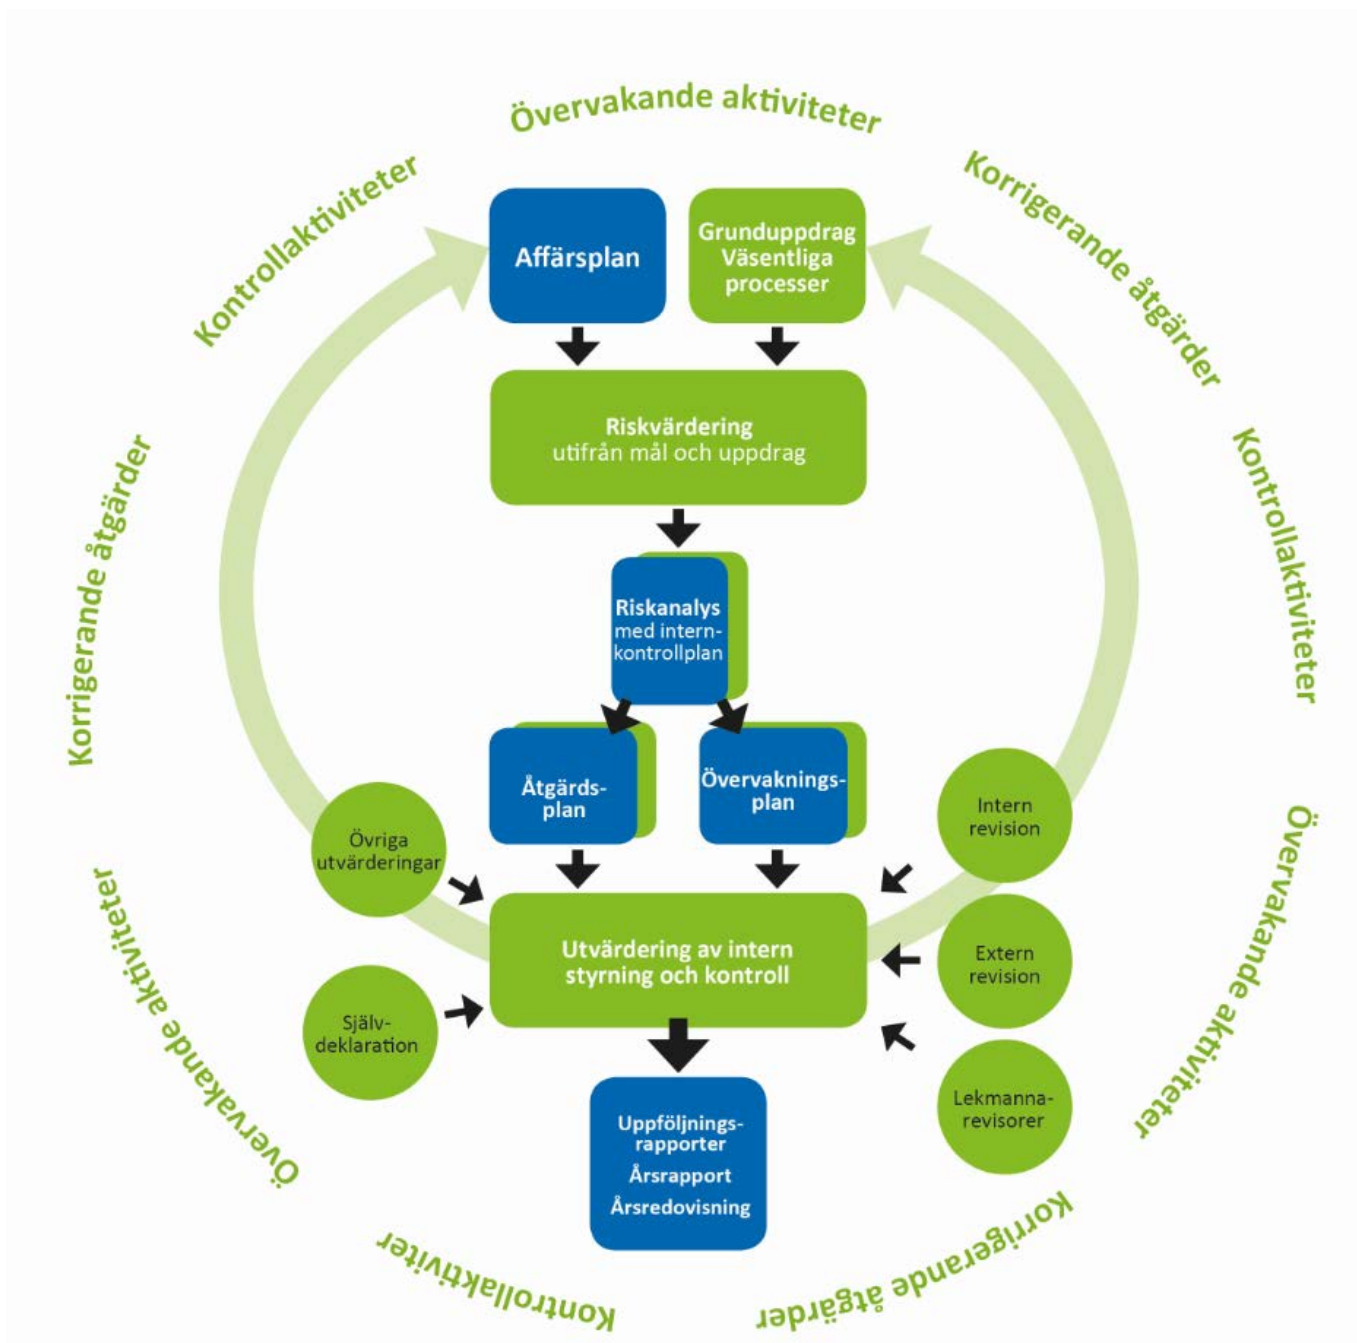 Övervakande aktiviteter
Kontrollaktiviteter
Korrigerande åtgärder
Affärsplan
Grunduppdrag
Väsentliga
processer
Riskvärdering
utifrån mål och uppdrag
Korrigerande åtgärder
Kontrollaktiviteter
Riskanalys
med intern-
kontrollplan
Åtgärds-
plan
Övervaknings-
plan
Övriga
utvärderingar
Intern
revision
Utvärdering av intern
styrning och kontroll
Extern
revision
Själv-
deklaration
Lekmanna-
revisorer
Övervakande aktiviteter
Övervakande aktiviteter
Uppföljnings-
rapporter
Årsrapport
Årsredovisning
Kontrollaktiviter
Korrigerande åtgärder